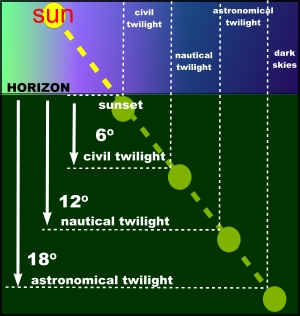 sun
civil
twilight
nautical
twilight
astronomical
twilight
dark
skies
HORIZON
sunset
6º
civil twilight
12º
nautical twilight
18º
astronomical twilight